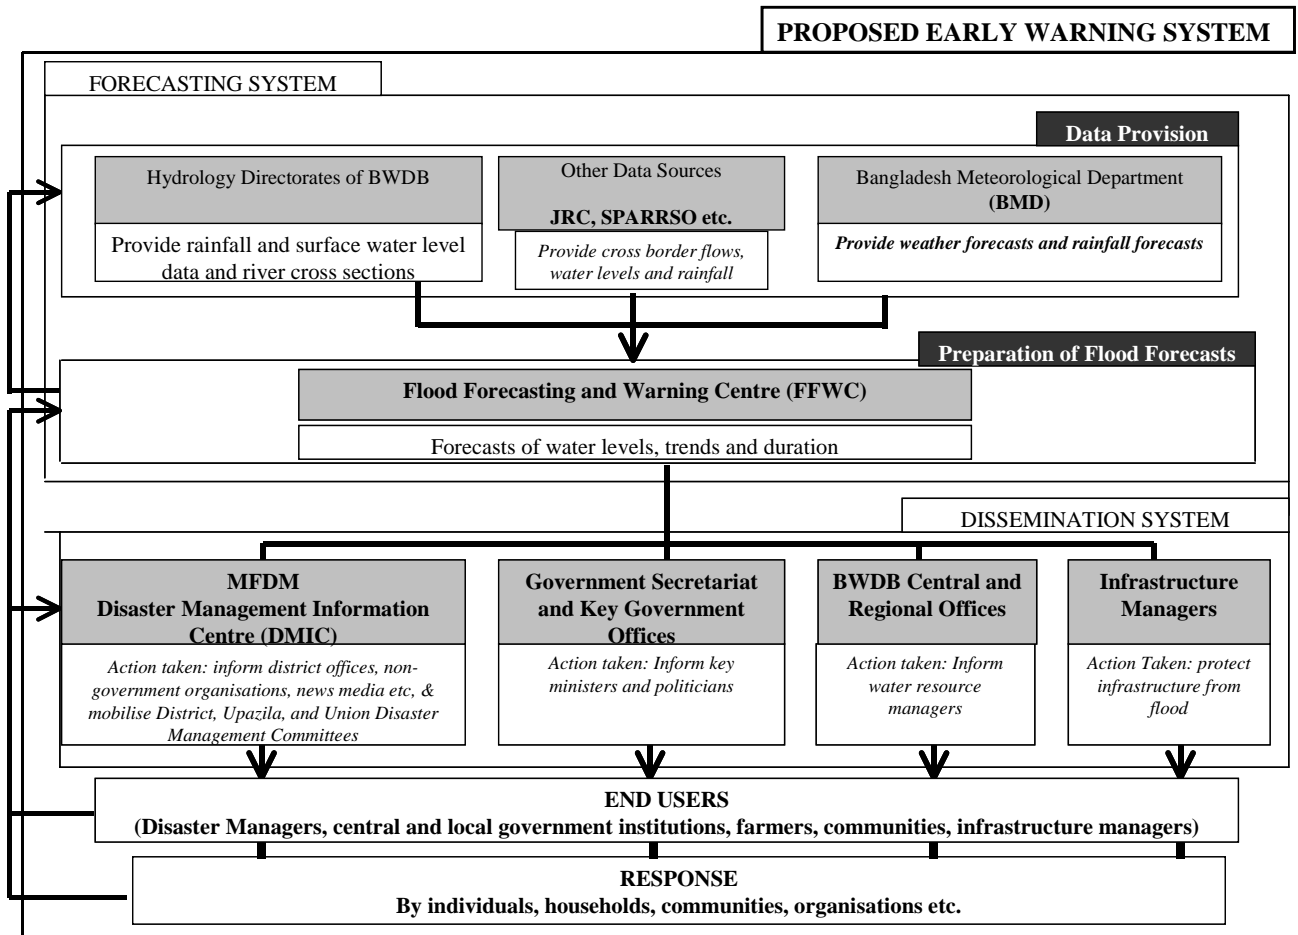 PROPOSED EARLY WARNING SYSTEM
FORECASTING SYSTEM
Data Provision
Hydrology Directorates of BWDB
Provide rainfall and surface water level
data and river cross sections
Other Data Sources
JRC, SPARRSO etc.
Provide cross border flows,
water levels and rainfall
Bangladesh Meteorological Department
(BMD)
Provide weather forecasts and rainfall forecasts
Preparation of Flood Forecasts
Flood Forecasting and Warning Centre (FFWC)
Forecasts of water levels, trends and duration
DISSEMINATION SYSTEM
MFDM
Disaster Management Information
Centre (DMIC)
Action taken: inform district offices, non-
government organisations, news media etc, &
mobilise District, Upazila, and Union Disaster
Management Committees
Government Secretariat
and Key Government
Offices
Action taken: Inform key
ministers and politicians
BWDB Central and
Regional Offices
Action taken: Inform
water resource
managers
Infrastructure
Managers
Action Taken: protect
infrastructure from
flood
END USERS
(Disaster Managers, central and local government institutions, farmers, communities, infrastructure managers)
RESPONSE
By individuals, households, communities, organisations etc.